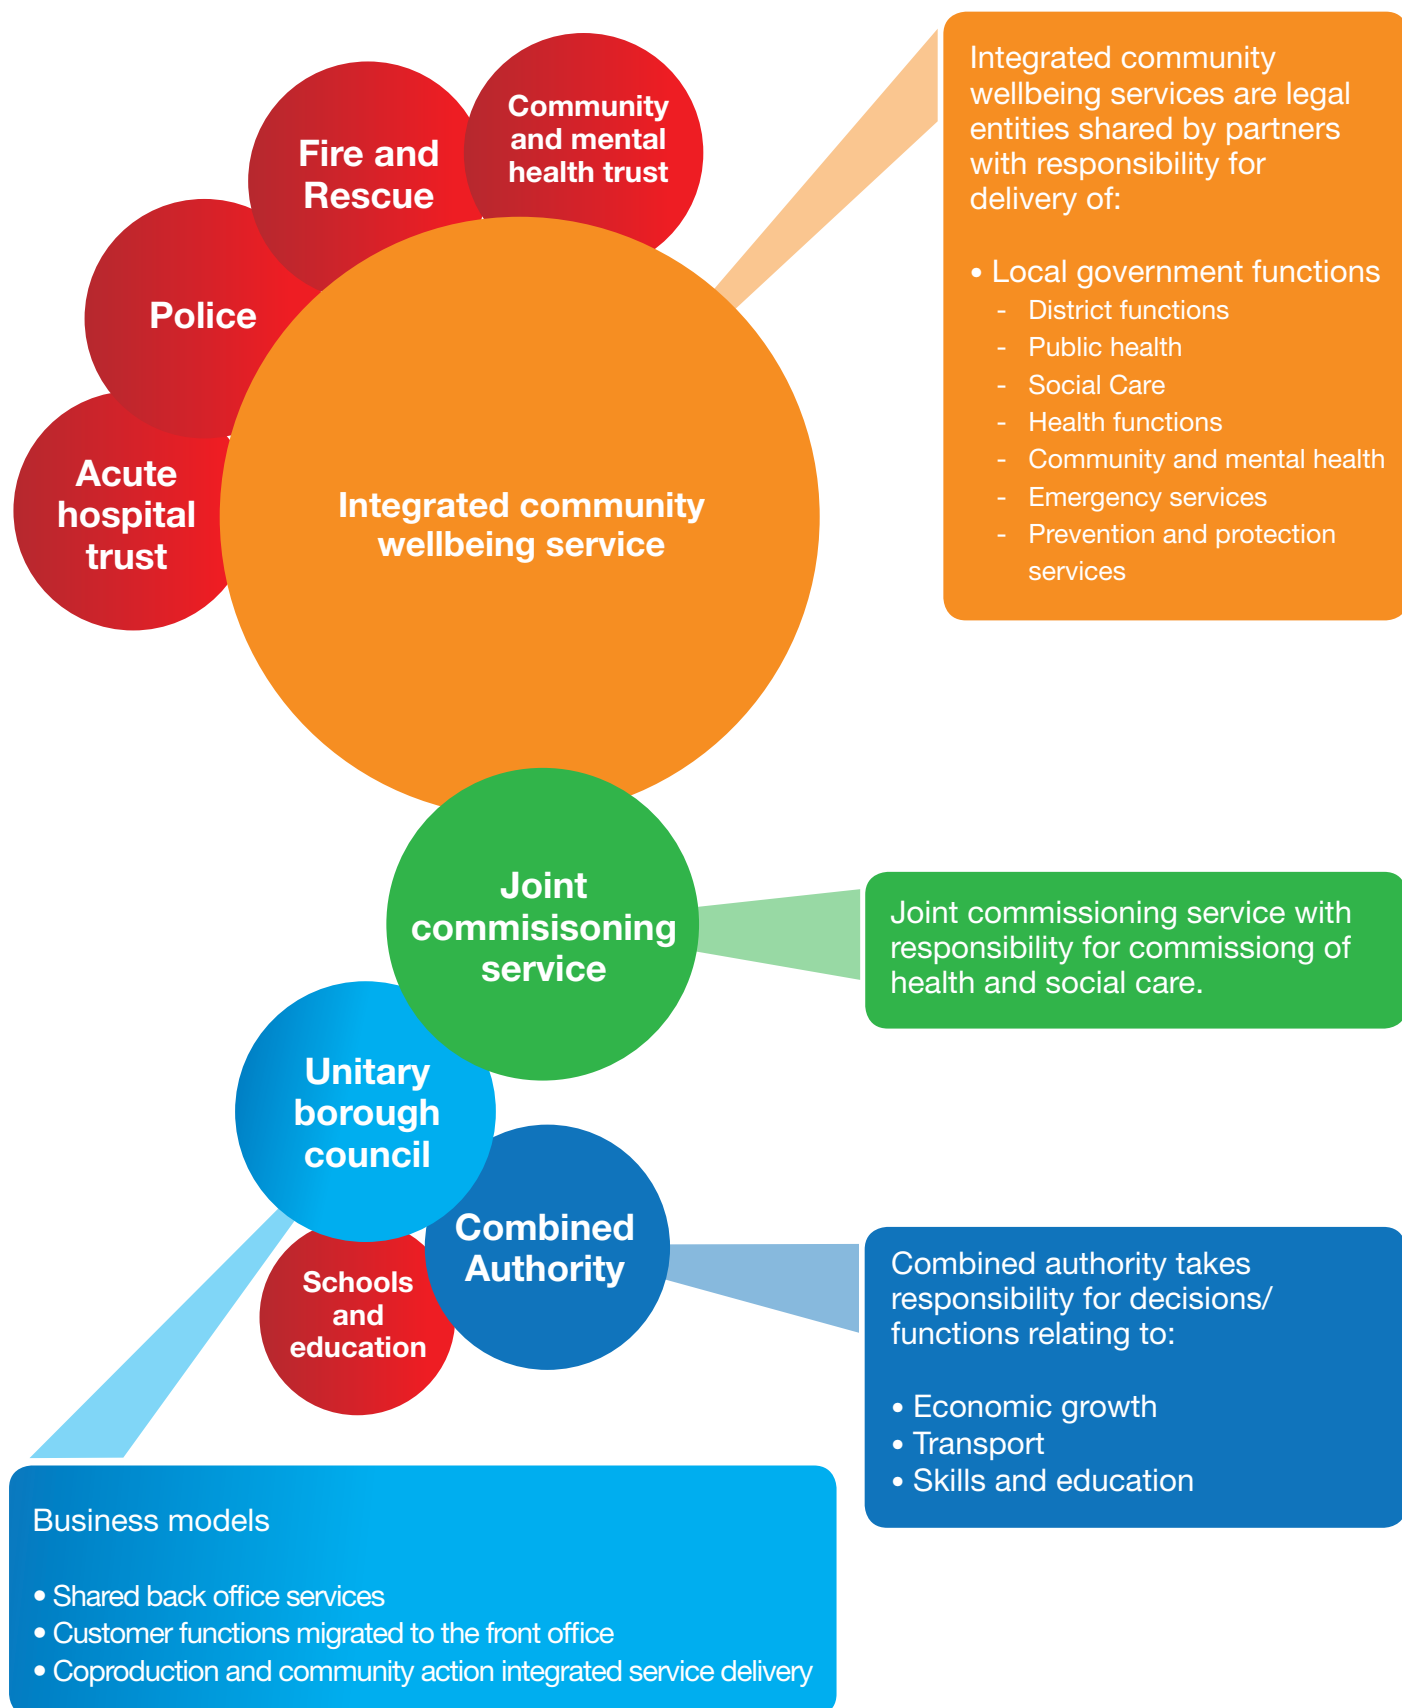 Community
and mental
health trust
Fire and
Rescue
Police
Acute
hospital
trust
Integrated community
wellbeing service
Integrated community
wellbeing services are legal
entities shared by partners
with responsibility for
delivery of:
• Local government functions
- District functions
- Public health
- Social Care
- Health functions
- Community and mental health
- Emergency services
- Prevention and protection
services
Joint
commisisoning
service
Joint commissioning service with
responsibility for commissiong of
health and social care.
Unitary
borough
council
Combined
Authority
Schools
and
education
Combined authority takes
responsibility for decisions/
functions relating to:
• Economic growth
• Transport
• Skills and education
Business models
• Shared back office services
• Customer functions migrated to the front office
• Coproduction and community action integrated service delivery